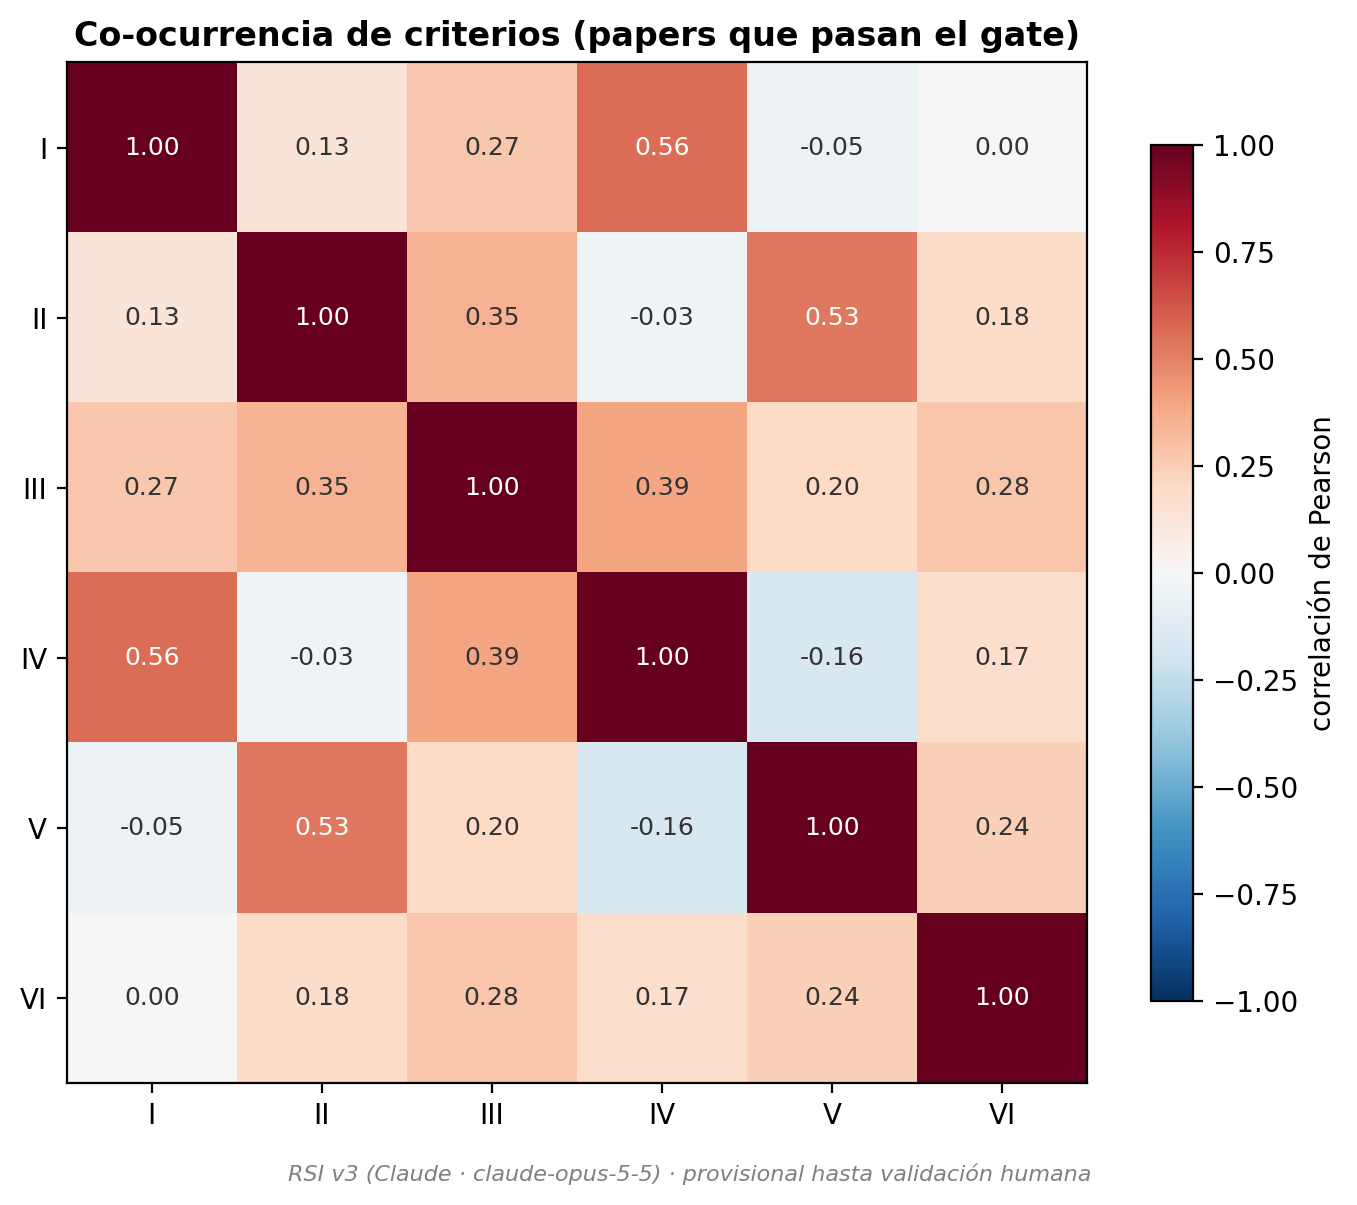 Co-ocurrencia de criterios (papers que pasan el gate)
I 1.00 0.13 0.27 0.56 -0.05 0.00
II 0.13 1.00 0.35 -0.03 0.53 0.18
III 0.27 0.35 1.00 0.39 0.20 0.28
IV 0.56 -0.03 0.39 1.00 -0.16 0.17
V -0.05 0.53 0.20 -0.16 1.00 0.24
VI 0.00 0.18 0.28 0.17 0.24 1.00
I II III IV V VI
1.00
0.75
0.50
0.25
0.00
−0.25
−0.50
−0.75
−1.00
correlación de Pearson
RSI v3 (Claude · claude-opus-5-5) · provisional hasta validación humana